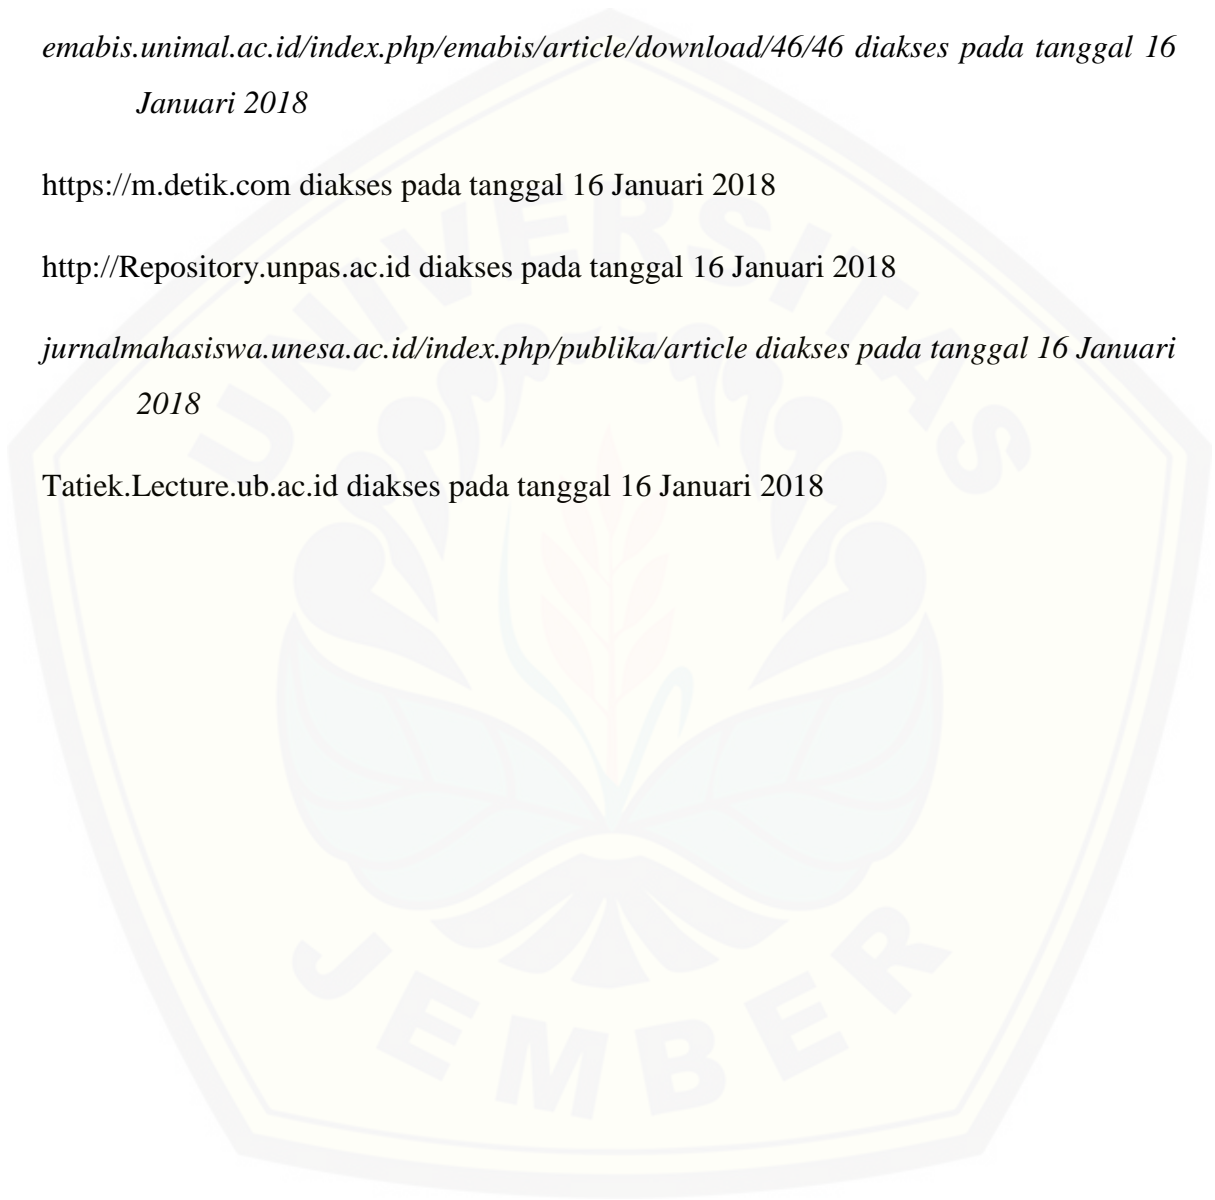 emabis.unimal.ac.id/index.php/emabis/article/download/46/46 diakses pada tanggal 16
Januari 2018
https://m.detik.com diakses pada tanggal 16 Januari 2018
http://Repository.unpas.ac.id diakses pada tanggal 16 Januari 2018
jurnalmahasiswa.unesa.ac.id/index.php/publika/article diakses pada tanggal 16 Januari
2018
Tatiek.Lecture.ub.ac.id diakses pada tanggal 16 Januari 2018
UNIVERSITAS
JEMBER